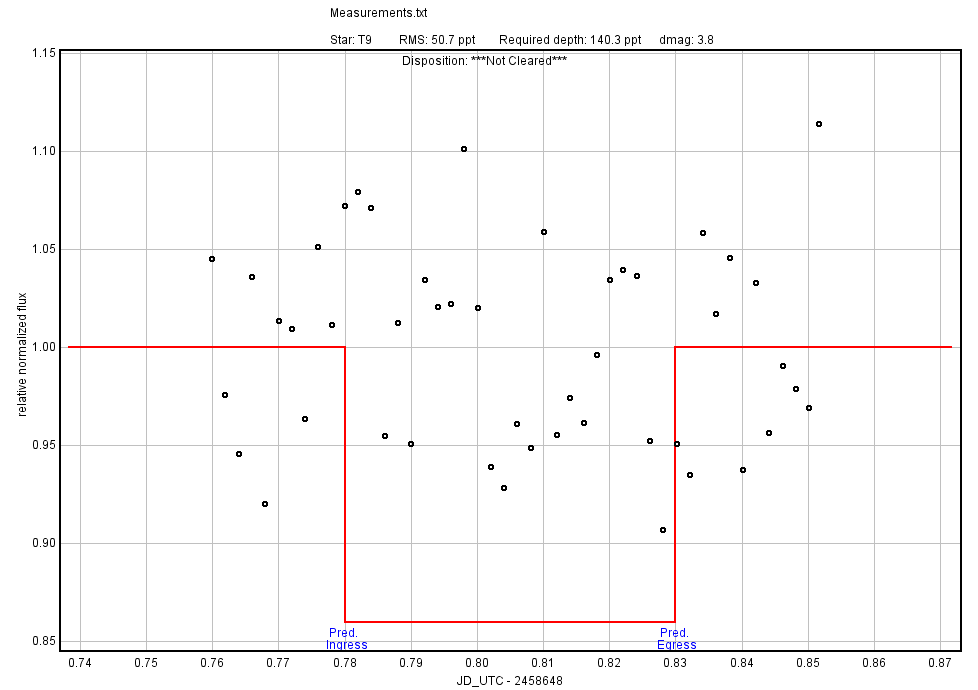 Measurements.txt
Star: T9 RMS: 50.7 ppt Required depth: 140.3 ppt dmag: 3.8
Disposition: ***Not Cleared***
1.15
1.10
1.05
1.00
0.95
0.90
0.85
relative normalized flux
Pred.
Ingress
Pred.
Egress
0.74 0.75 0.76 0.77 0.78 0.79 0.80 0.81 0.82 0.83 0.84 0.85 0.86 0.87
JD_UTC - 2458648